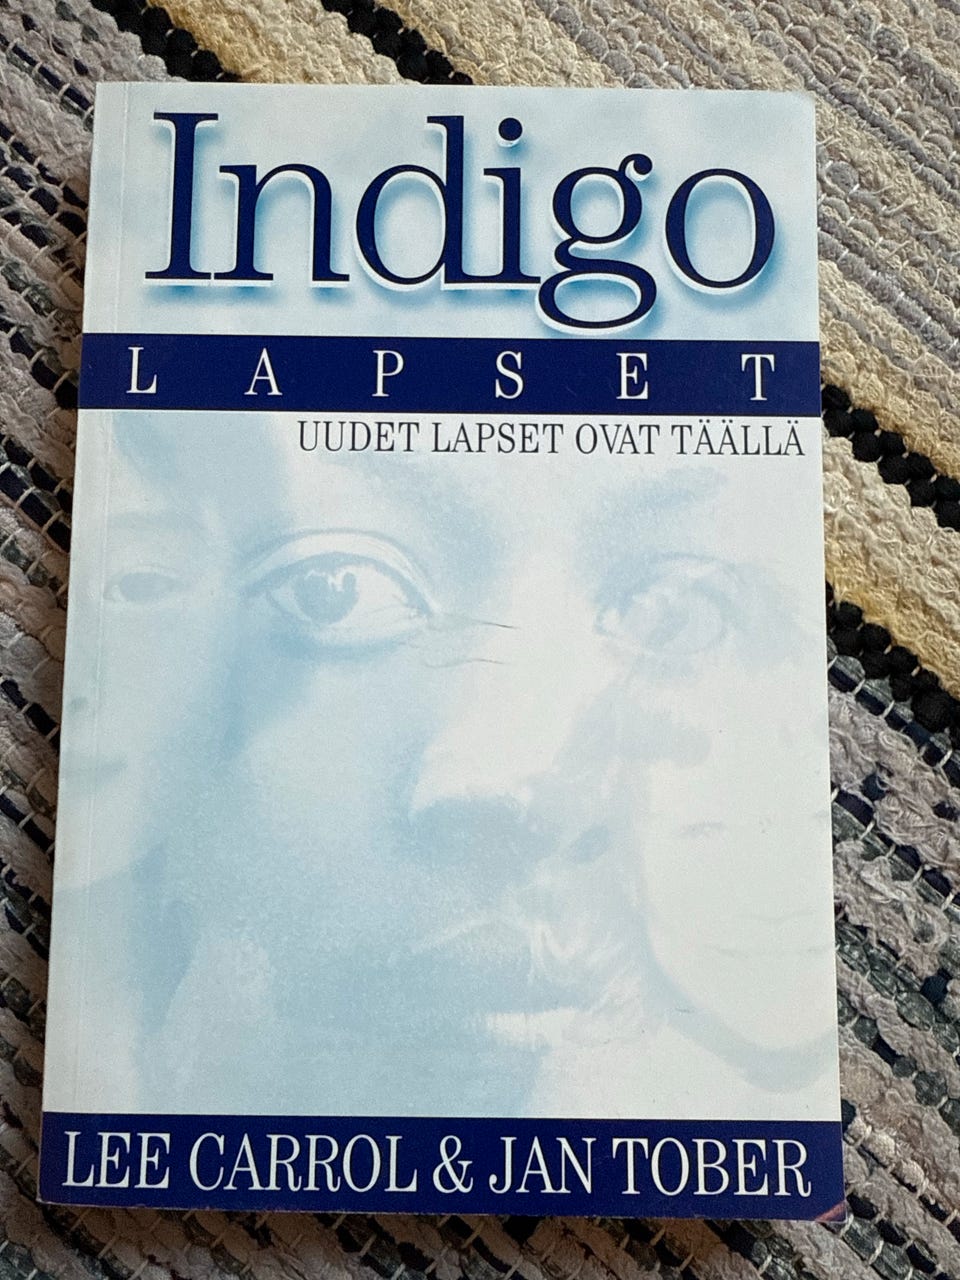 Indigo
LAPSET
UUDET LAPSET OVAT TÄÄLLÄ
LEE CARROL & JAN TOBER